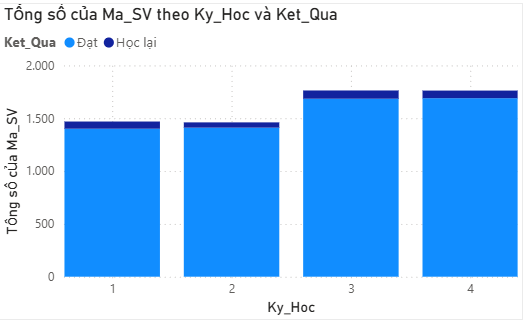 Tổng số của Ma_SV theo Ky_Hoc và Ket_Qua
Ket_Qua Đạt Học lại
2.000
1.500
1.000
500
0
Tổng số của Ma_SV
1 2 3 4
Ky_Hoc